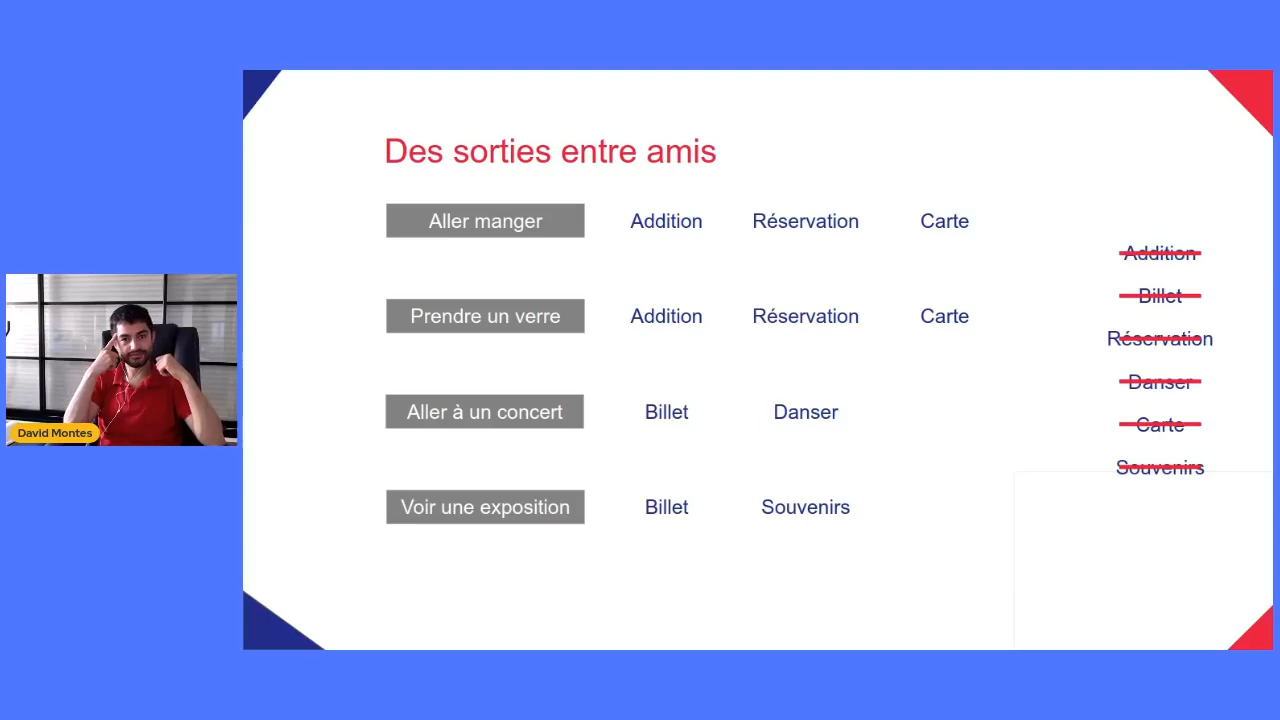 Des sorties entre amis
Aller manger Addition Réservation Carte
Prendre un verre Addition Réservation Carte
Aller à un concert Billet Danser
Voir une exposition Billet Souvenirs
Addition
Billet
Réservation
Danser
Carte
Souvenirs
David Montes